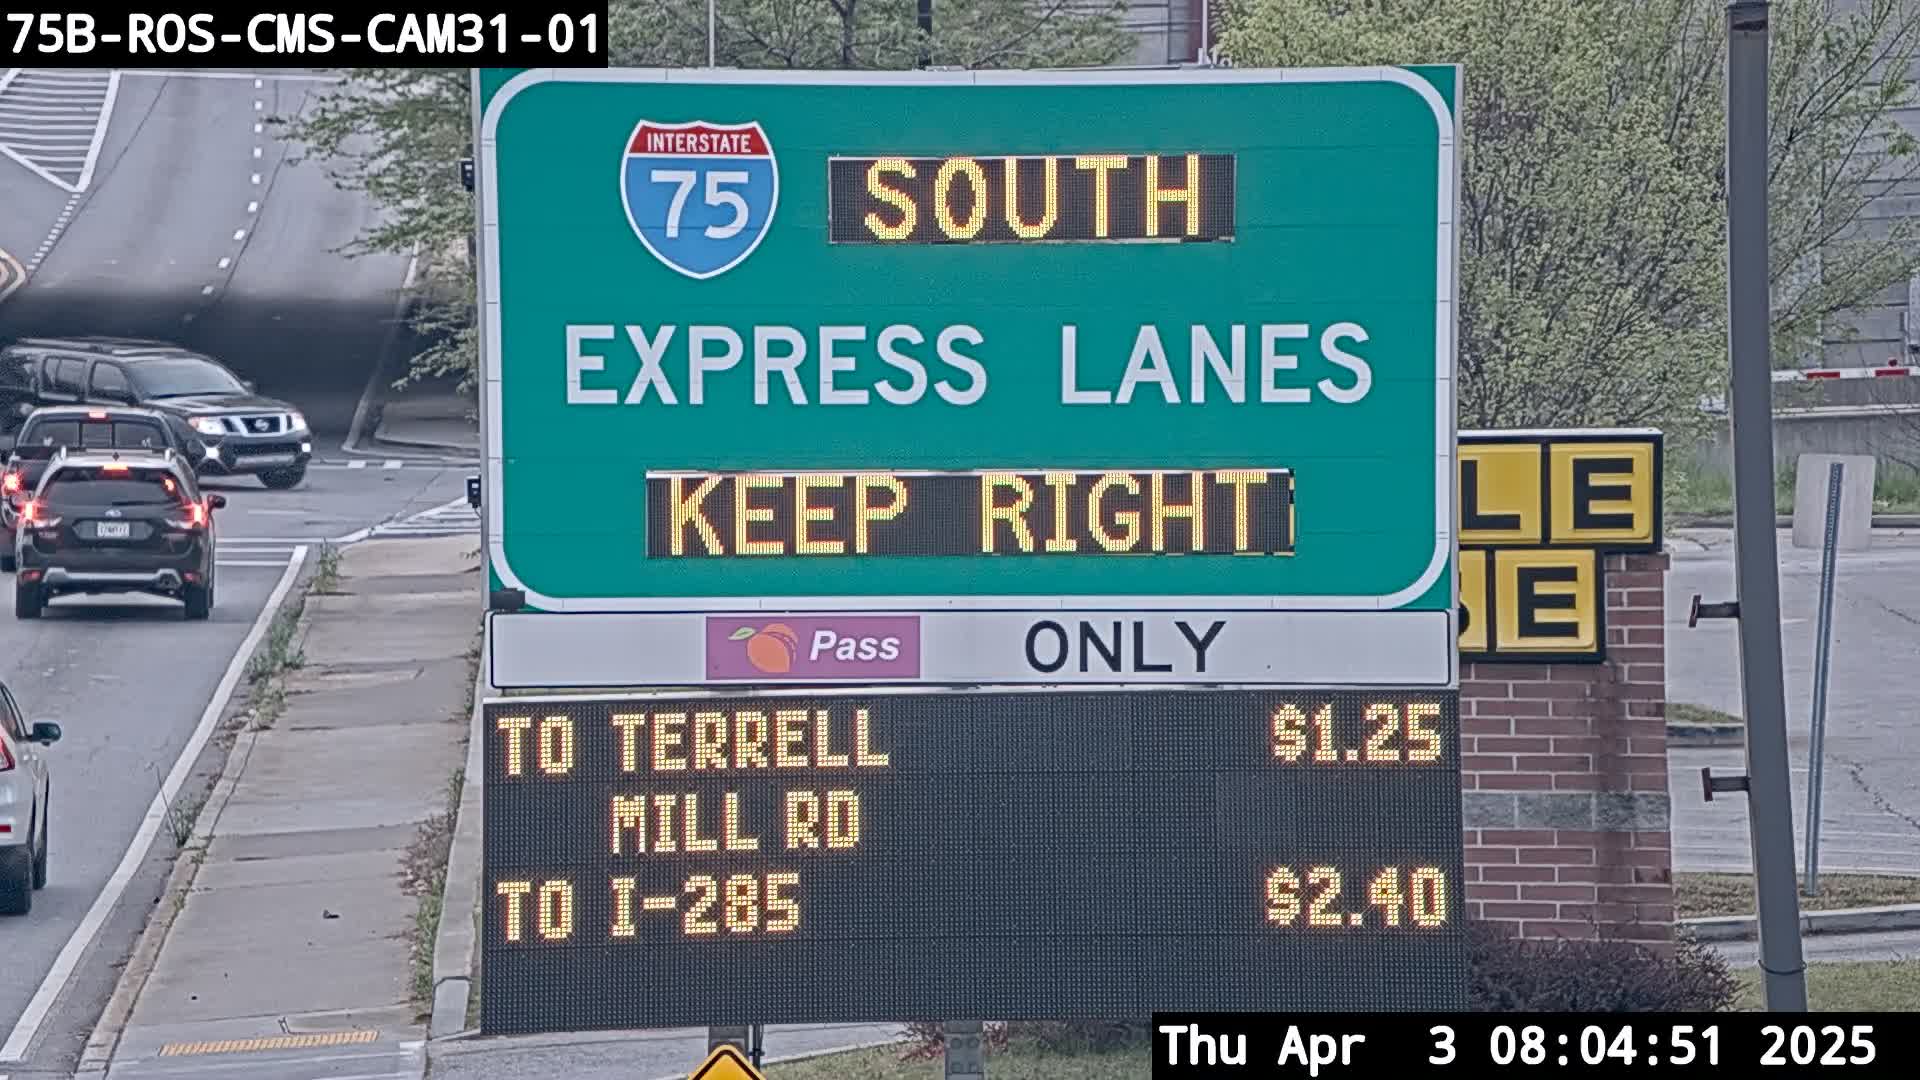 75B-ROS-CMS-CAM31-01
INTERSTATE
75
SOUTH
EXPRESS LANES
KEEP RIGHT
Pass ONLY
TO TERRELL $1.25
MILL RD
TO I-285 $2.40
LE
E
Thu Apr 3 08:04:51 2025